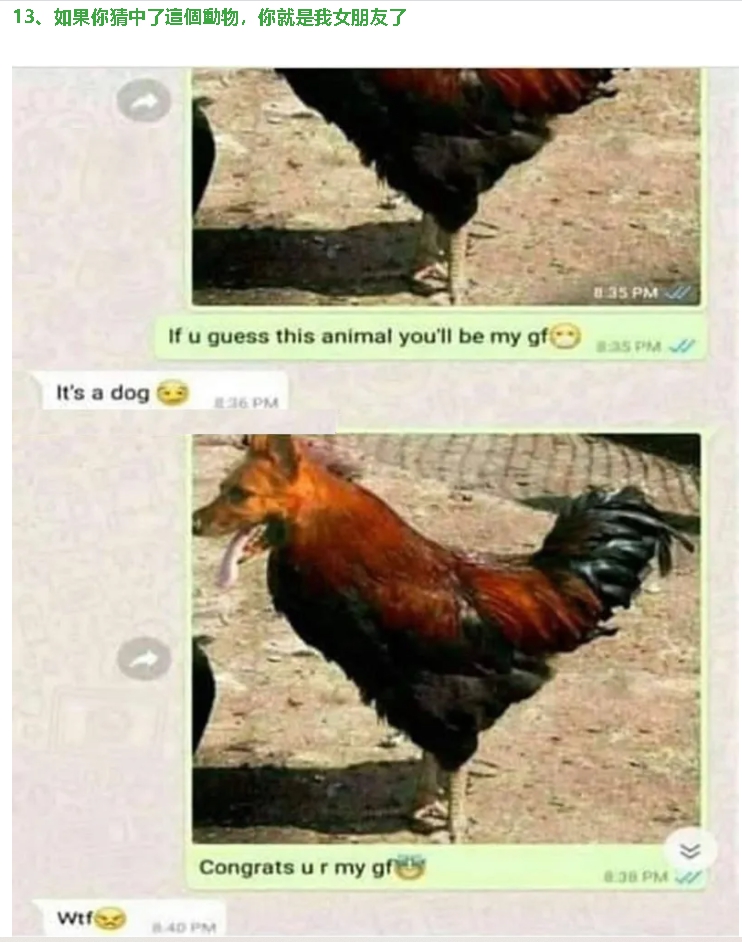 13、如果你猜中了這個動物，你就是我女朋友了
8:35 PM
If u guess this animal you'll be my gf😁
8:35 PM
It's a dog 😏
8:36 PM
Congrats u r my gf😂
8:38 PM
Wtf😣
8:40 PM